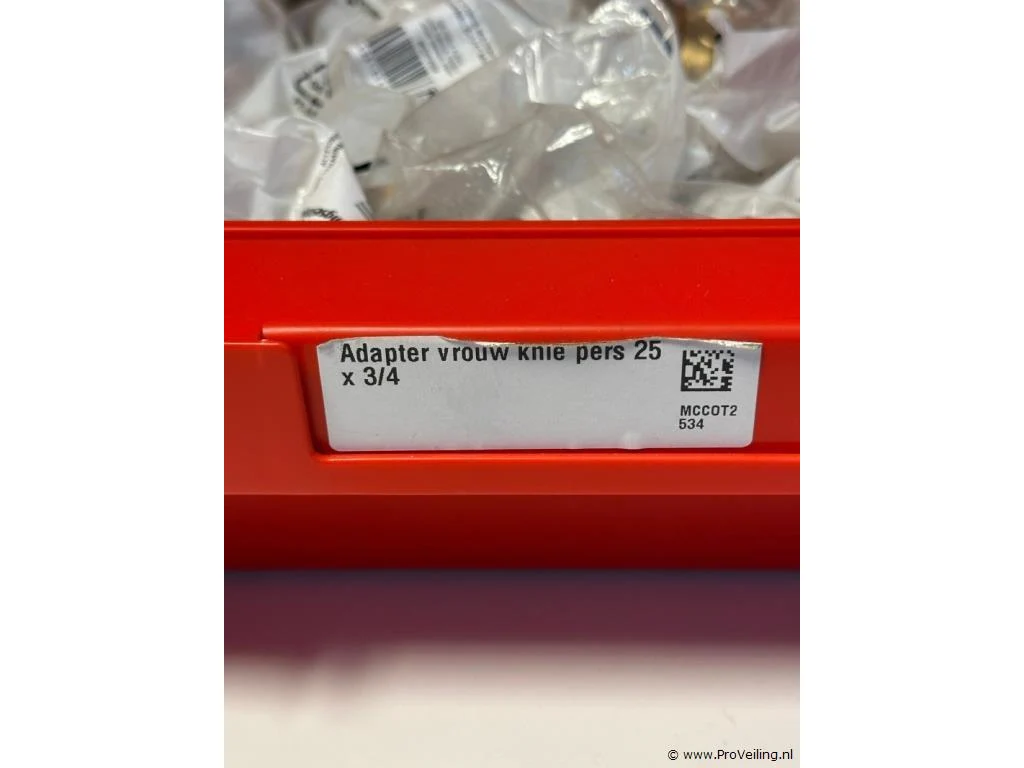 Adapter vrouw knie pers 25
x 3/4
MCCOT2
534
© www.ProVeiling.nl